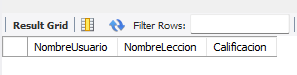 Result Grid Filter Rows:
NombreUsuario NombreLeccion Calificacion